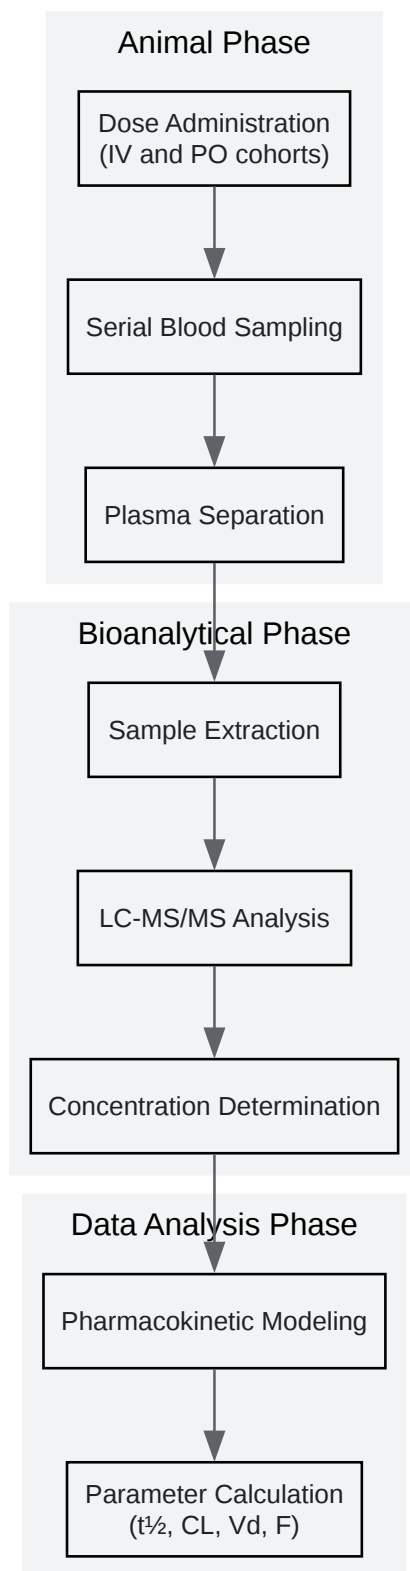 Animal Phase
Dose Administration
(IV and PO cohorts)
Serial Blood Sampling
Plasma Separation
Bioanalytical Phase
Sample Extraction
LC-MS/MS Analysis
Concentration Determination
Data Analysis Phase
Pharmacokinetic Modeling
Parameter Calculation
(t½, CL, Vd, F)